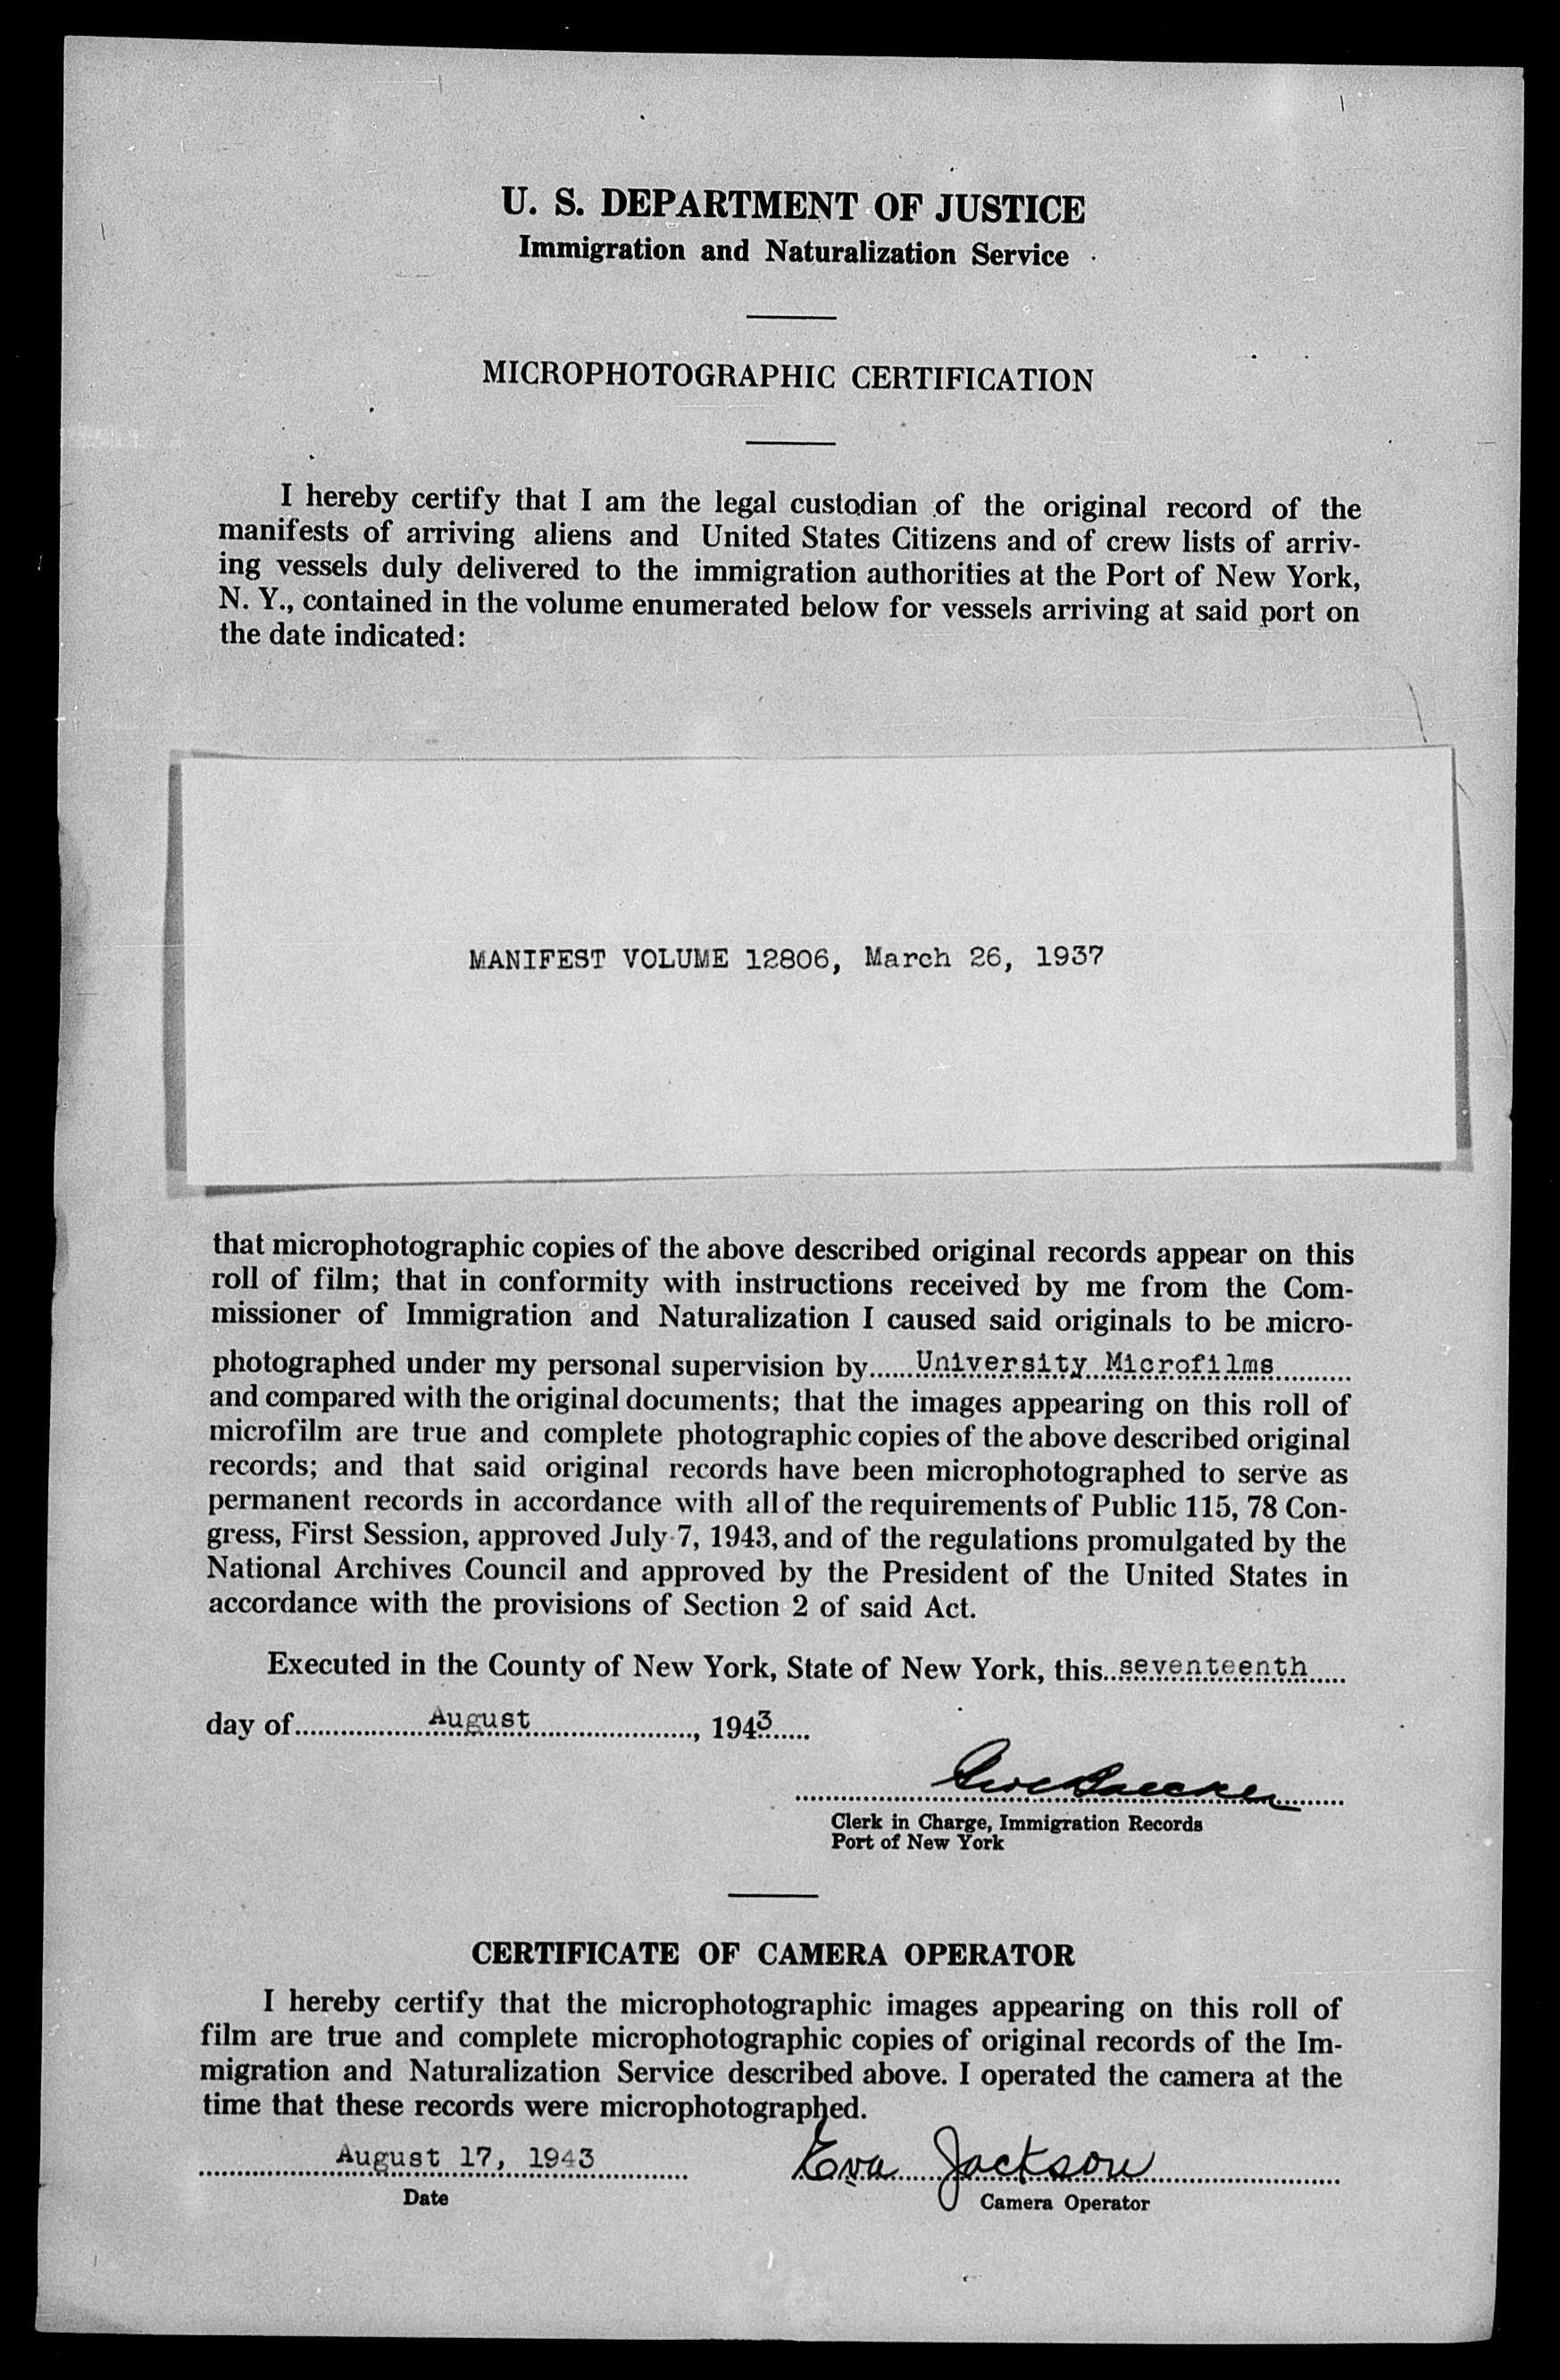 U. S. DEPARTMENT OF JUSTICE
Immigration and Naturalization Service
MICROPHOTOGRAPHIC CERTIFICATION
I hereby certify that I am the legal custodian of the original record of the
manifests of arriving aliens and United States Citizens and of crew lists of arriv-
ing vessels duly delivered to the immigration authorities at the Port of New York,
N. Y., contained in the volume enumerated below for vessels arriving at said port on
the date indicated:
MANIFEST VOLUME 12806, March 26, 1937
that microphotographic copies of the above described original records appear on this
roll of film; that in conformity with instructions received by me from the Com-
missioner of Immigration and Naturalization I caused said originals to be micro-
photographed under my personal supervision by......University Microfilms
and compared with the original documents; that the images appearing on this roll of
microfilm are true and complete photographic copies of the above described original
records; and that said original records have been microphotographed to serve as
permanent records in accordance with all of the requirements of Public 115, 78 Con-
gress, First Session, approved July 7, 1943, and of the regulations promulgated by the
National Archives Council and approved by the President of the United States in
accordance with the provisions of Section 2 of said Act.
Executed in the County of New York, State of New York, this..seventeenth
day of August, 1943
Clerk in Charge, Immigration Records
Port of New York
CERTIFICATE OF CAMERA OPERATOR
I hereby certify that the microphotographic images appearing on this roll of
film are true and complete microphotographic copies of original records of the Im-
migration and Naturalization Service described above. I operated the camera at the
time that these records were microphotographed.
August 17, 1943 Eva Jackson
Date Camera Operator